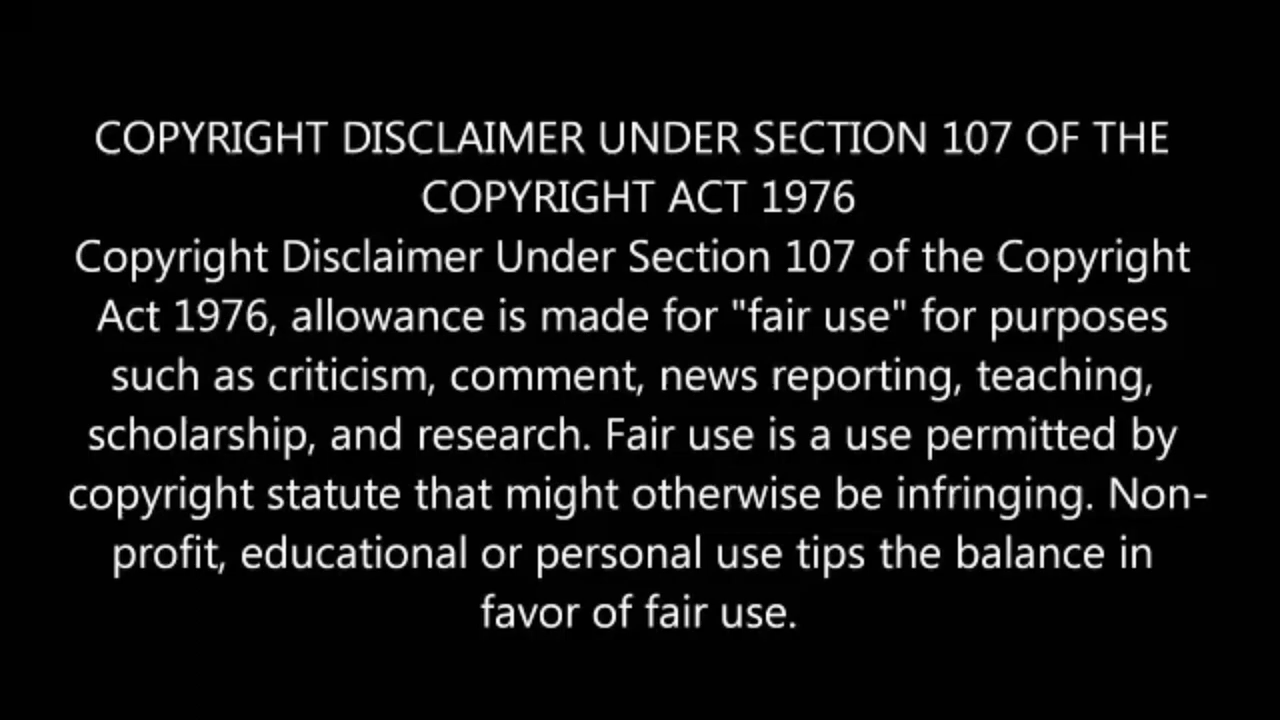 COPYRIGHT DISCLAIMER UNDER SECTION 107 OF THE
COPYRIGHT ACT 1976
Copyright Disclaimer Under Section 107 of the Copyright
Act 1976, allowance is made for "fair use" for purposes
such as criticism, comment, news reporting, teaching,
scholarship, and research. Fair use is a use permitted by
copyright statute that might otherwise be infringing. Non-
profit, educational or personal use tips the balance in
favor of fair use.